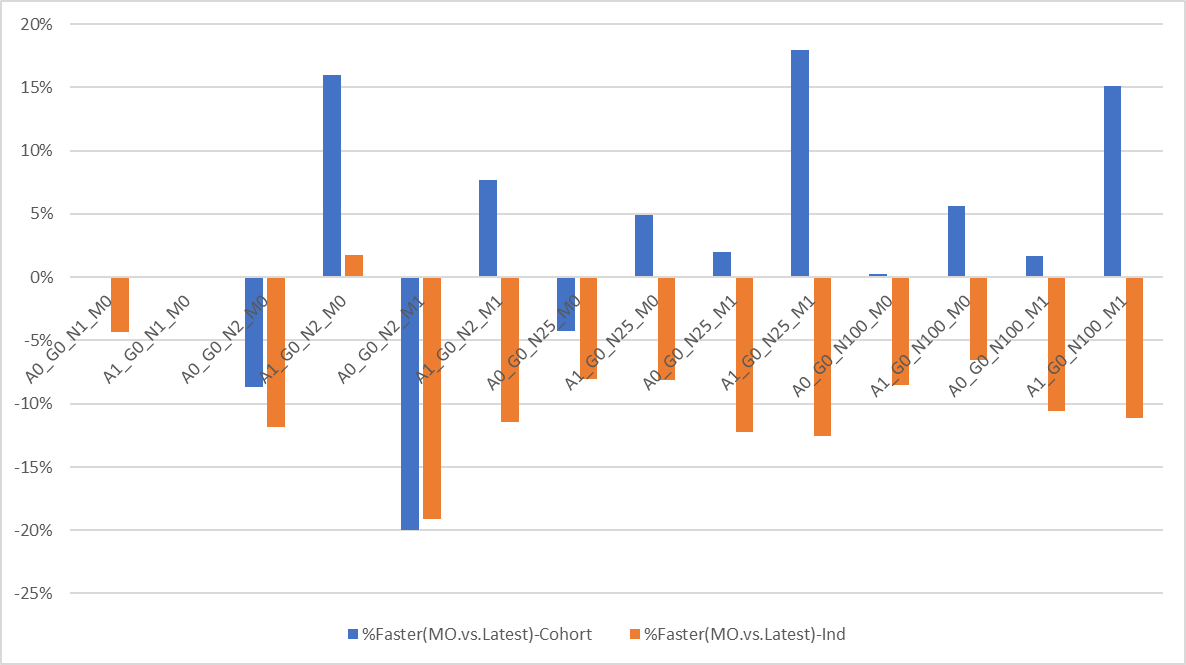 20%
15%
10%
5%
0%
-5%
-10%
-15%
-20%
-25%
A0_G0_N1_M0
A1_G0_N1_M0
A0_G0_N2_M0
A1_G0_N2_M0
A0_G0_N2_M1
A1_G0_N2_M1
A0_G0_N25_M0
A1_G0_N25_M0
A0_G0_N25_M1
A1_G0_N25_M1
A0_G0_N100_M0
A1_G0_N100_M0
A0_G0_N100_M1
A1_G0_N100_M1
%Faster(MO.vs.Latest)-Cohort
%Faster(MO.vs.Latest)-Ind